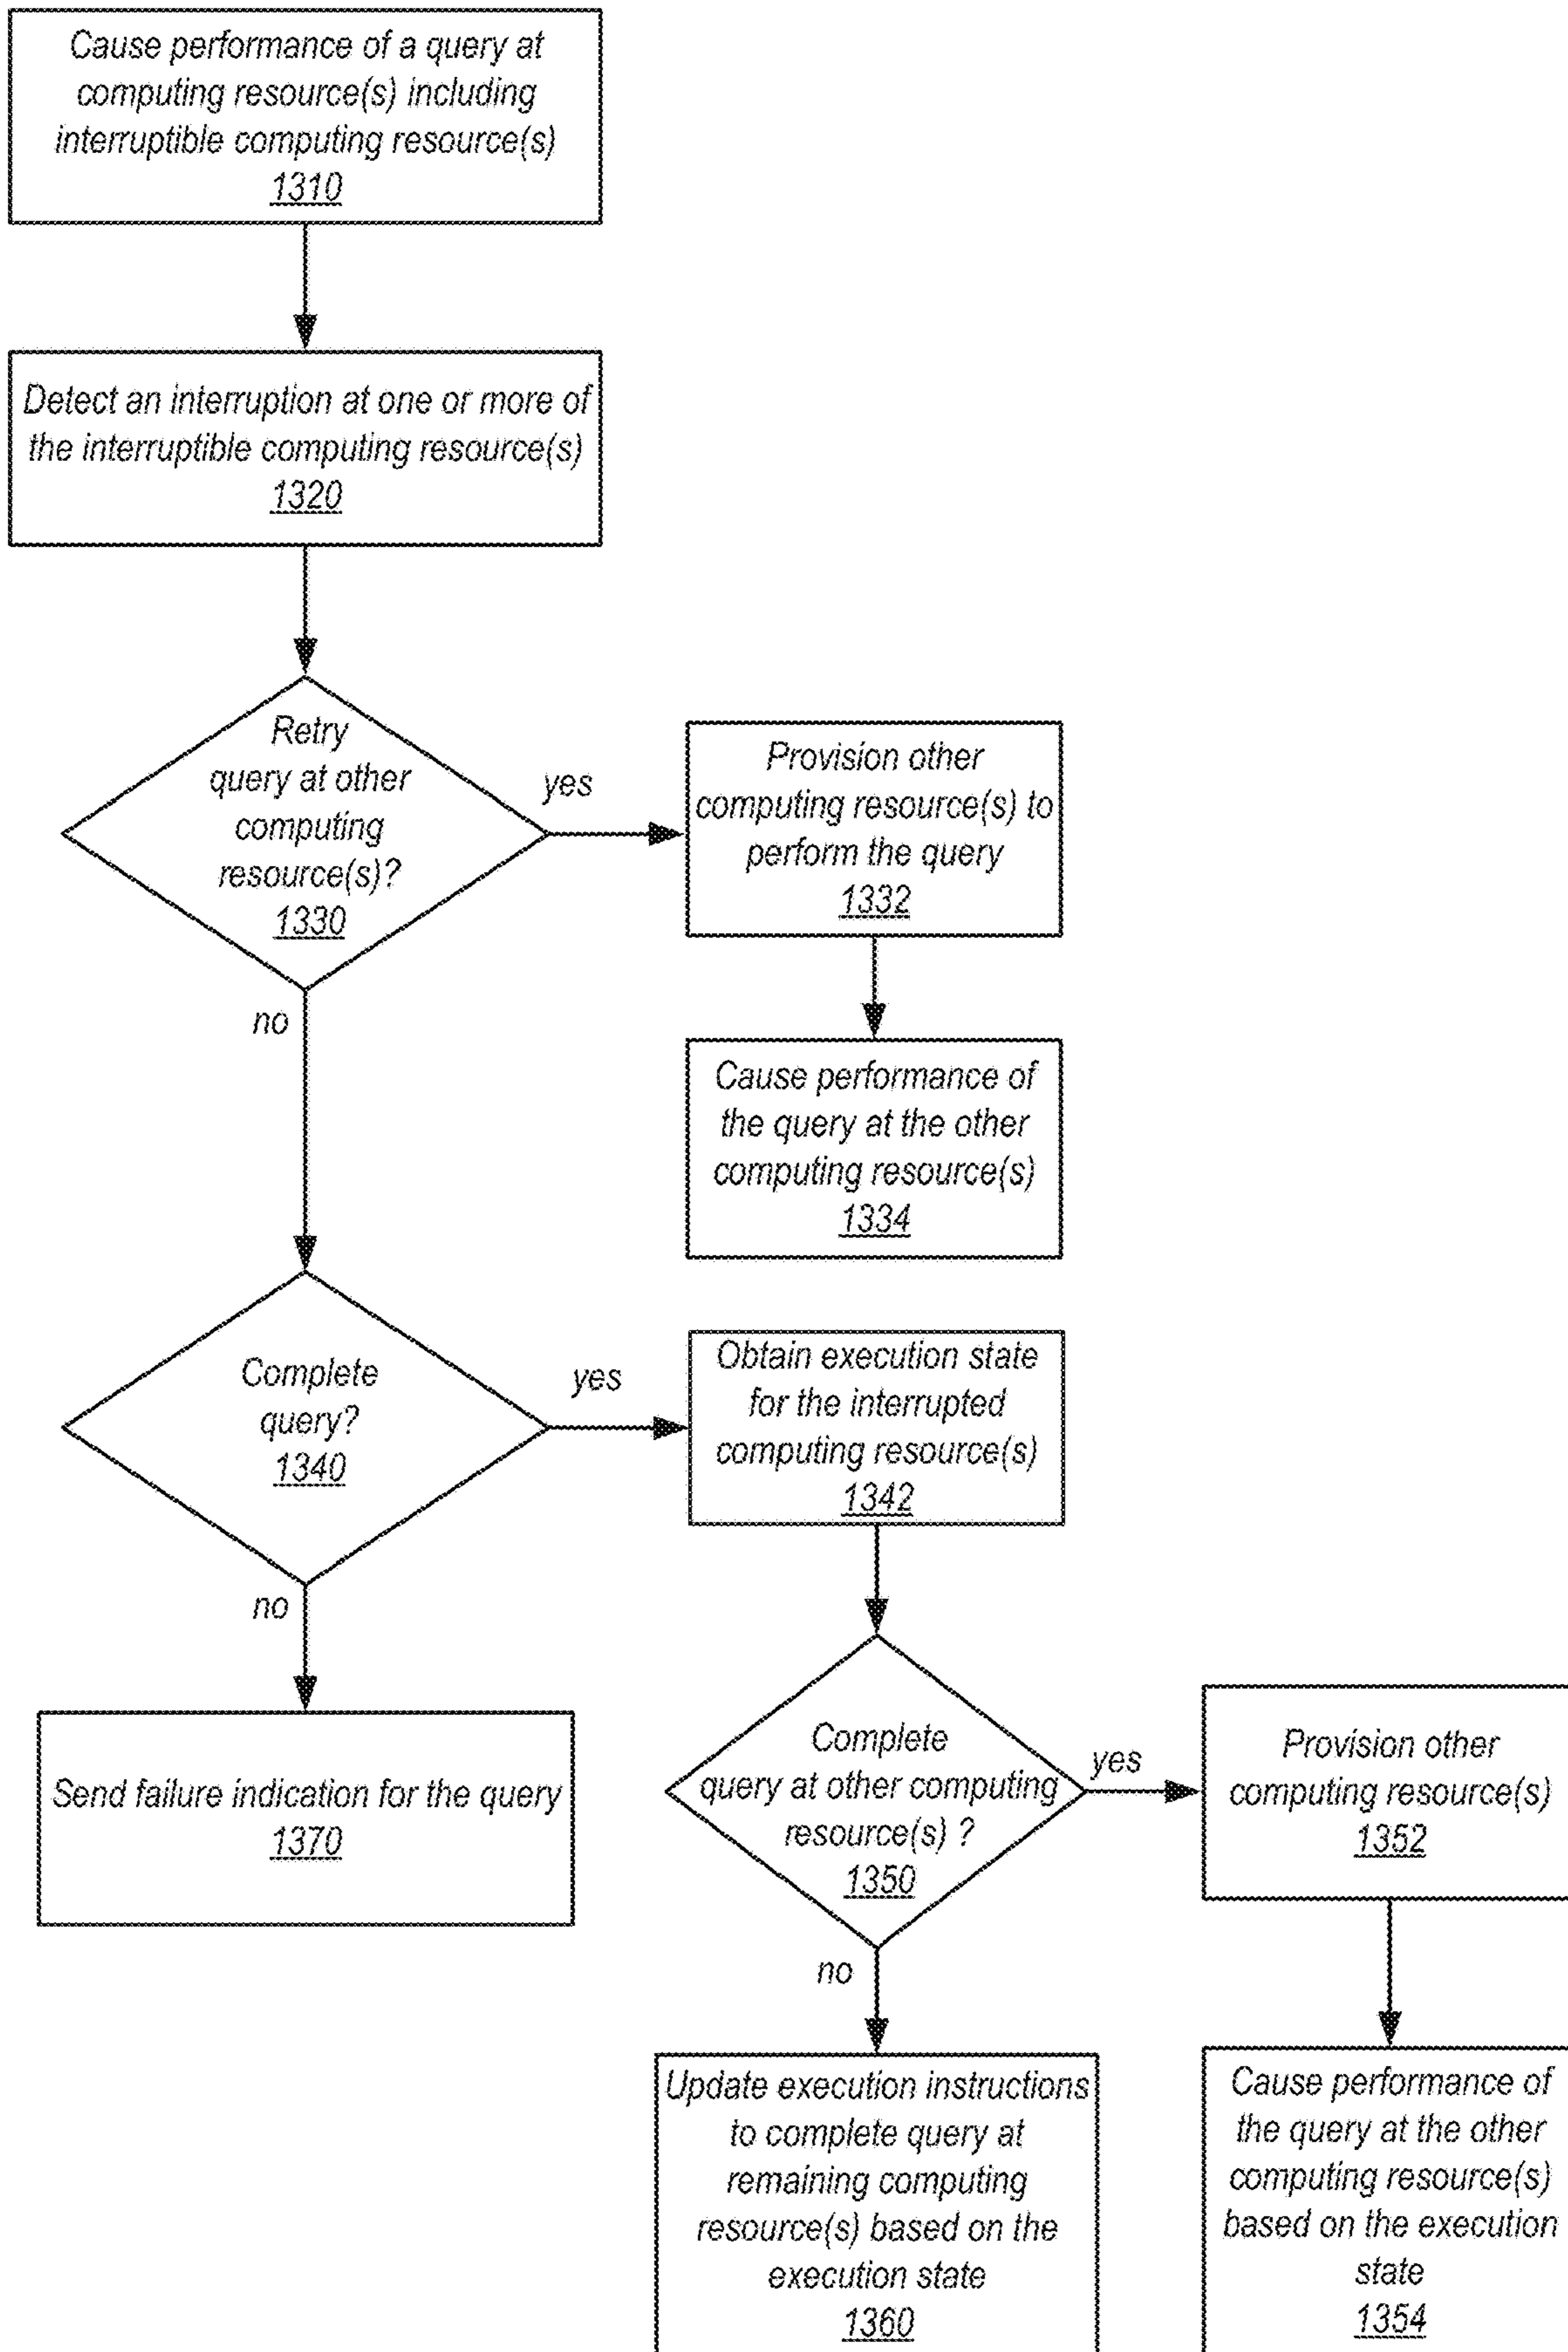 Cause performance of a query at
computing resource(s) including
interruptible computing resource(s)
1310
Detect an interruption at one or more of
the interruptible computing resource(s)
1320
Retry
query at other
computing
resource(s)?
1330
yes
Provision other
computing resource(s) to
perform the query
1332
no
Cause performance of
the query at the other
computing resource(s)
1334
Complete
query?
1340
yes
Obtain execution state
for the interrupted
computing resource(s)
1342
no
Send failure indication for the query
1370
Complete
query at other computing
resource(s) ?
1350
yes
Provision other
computing resource(s)
1352
no
Update execution instructions
to complete query at
remaining computing
resource(s) based on the
execution state
1360
Cause performance of
the query at the other
computing resource(s)
based on the execution
state
1354